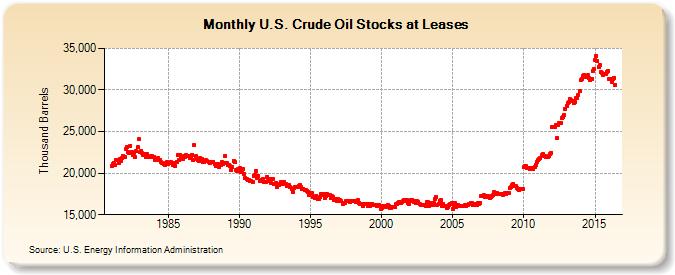 Monthly U.S. Crude Oil Stocks at Leases
Thousand Barrels
35,000
30,000
25,000
20,000
15,000
1985 1990 1995 2000 2005 2010 2015
Source: U.S. Energy Information Administration